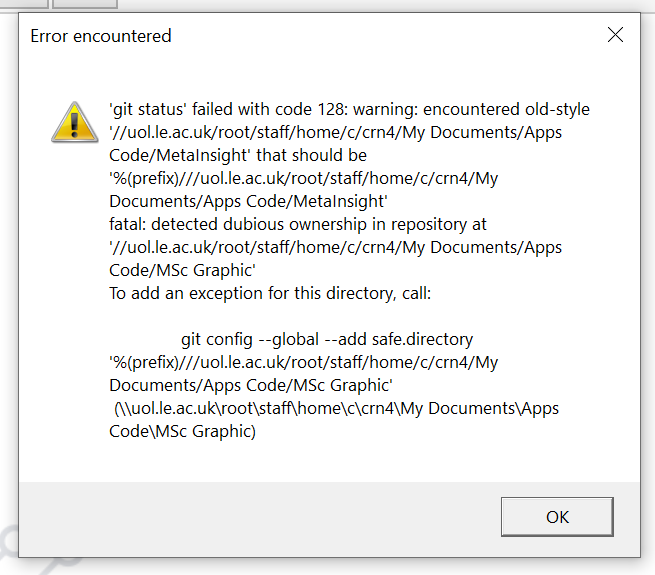 Error encountered
'git status' failed with code 128: warning: encountered old-style
'//uol.le.ac.uk/root/staff/home/c/crn4/My Documents/Apps
Code/MetaInsight' that should be
'%(prefix)///uol.le.ac.uk/root/staff/home/c/crn4/My
Documents/Apps Code/MetaInsight'
fatal: detected dubious ownership in repository at
'//uol.le.ac.uk/root/staff/home/c/crn4/My Documents/Apps
Code/MSc Graphic'
To add an exception for this directory, call:
git config --global --add safe.directory
'%(prefix)///uol.le.ac.uk/root/staff/home/c/crn4/My
Documents/Apps Code/MSc Graphic'
(\\uol.le.ac.uk\root\staff\home\c\crn4\My Documents\Apps
Code\MSc Graphic)
OK